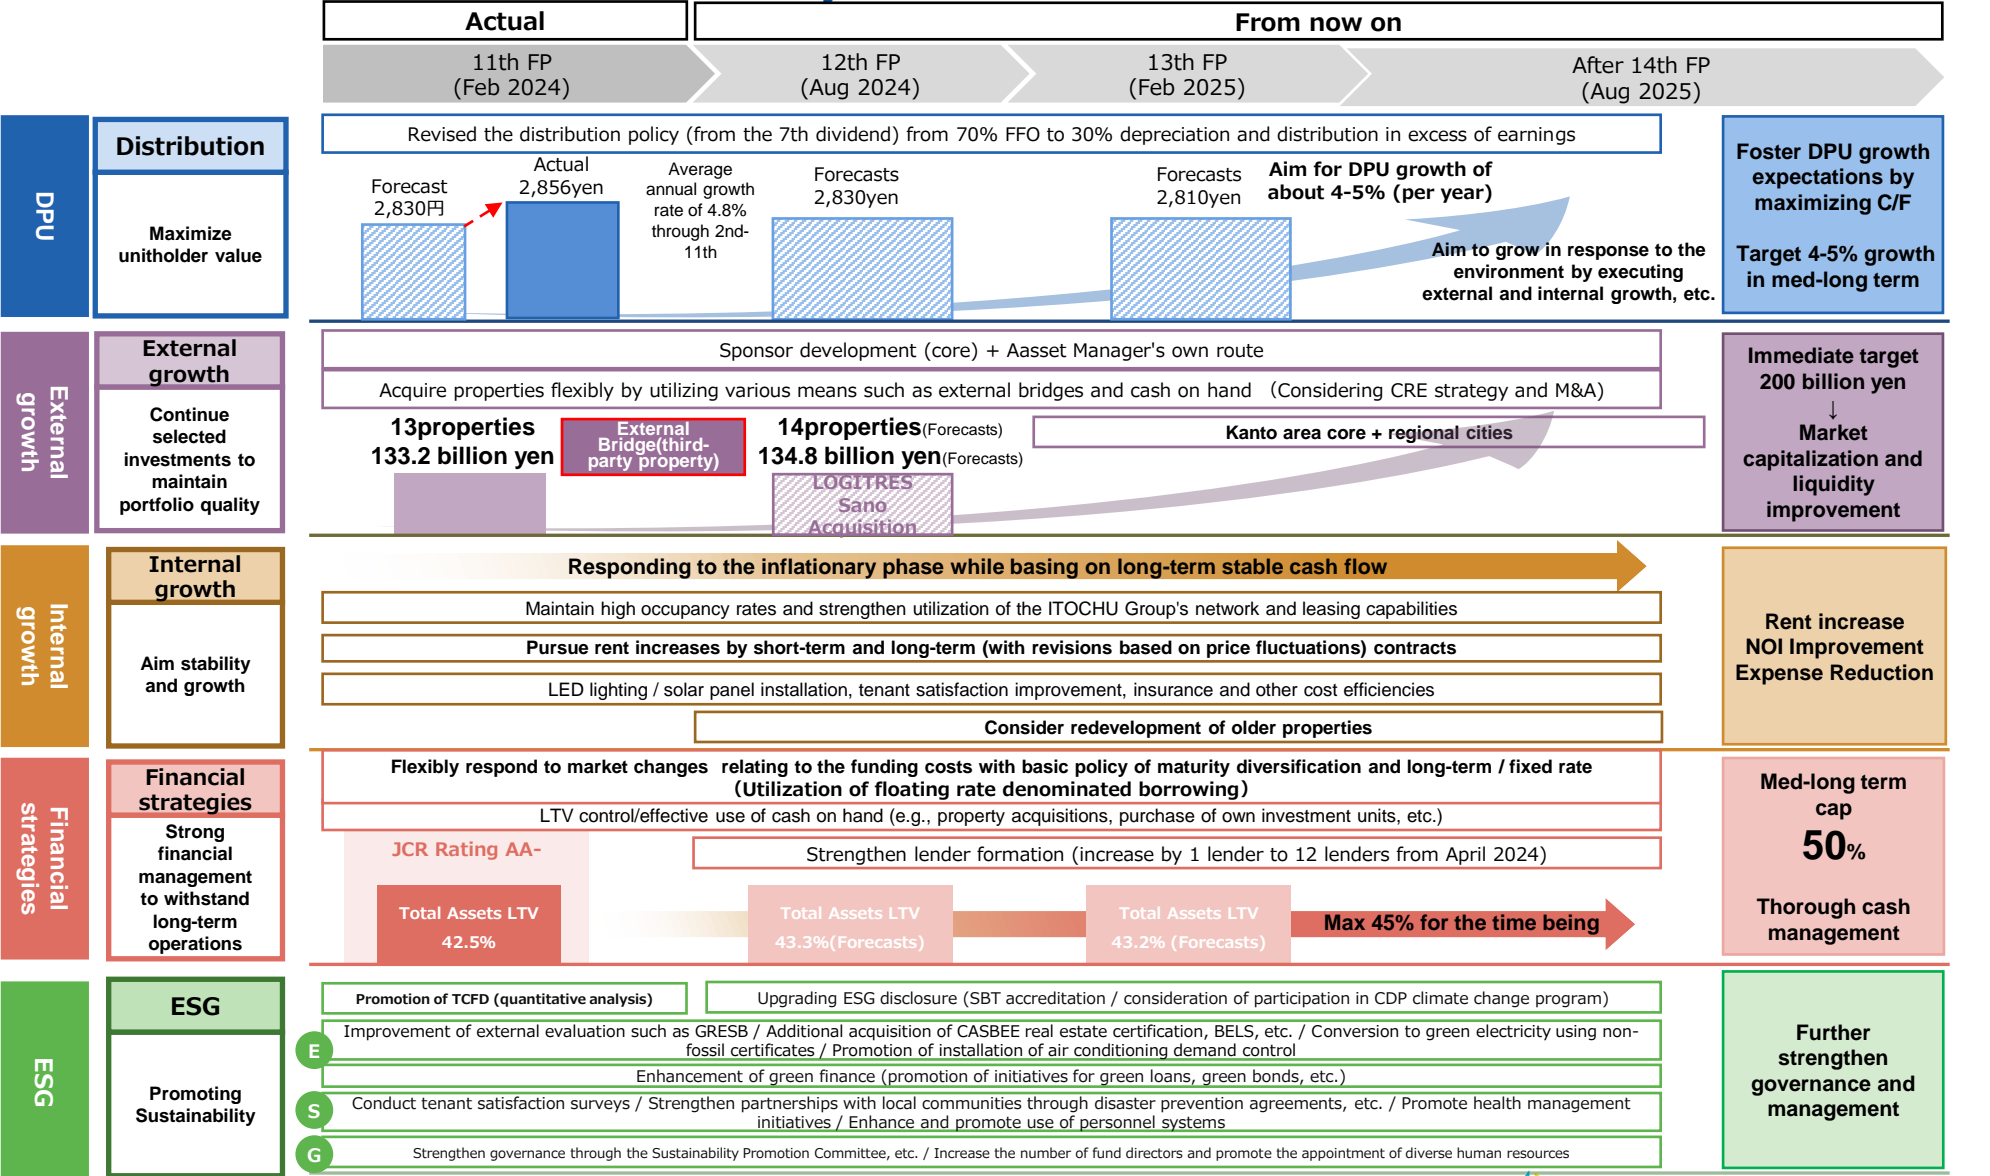 Actual
From now on
11th FP
(Feb 2024)
12th FP
(Aug 2024)
13th FP
(Feb 2025)
After 14th FP
(Aug 2025)
DPU
Distribution
Maximize
unitholder value
Revised the distribution policy (from the 7th dividend) from 70% FFO to 30% depreciation and distribution in excess of earnings
Forecast
2,830円
Actual
2,856yen
Average
annual growth
rate of 4.8%
through 2nd-
11th
Forecasts
2,830yen
Forecasts
2,810yen
Aim for DPU growth of
about 4-5% (per year)
Aim to grow in response to the
environment by executing
external and internal growth, etc.
Foster DPU growth
expectations by
maximizing C/F
Target 4-5% growth
in med-long term
External
growth
External
growth
Continue
selected
investments to
maintain
portfolio quality
Sponsor development (core) + Aasset Manager's own route
Acquire properties flexibly by utilizing various means such as external bridges and cash on hand （Considering CRE strategy and M&A）
13properties
133.2 billion yen
External
Bridge(third-
party property)
14properties(Forecasts)
134.8 billion yen(Forecasts)
LOGITRES
Sano
Acquisition
Kanto area core + regional cities
Immediate target
200 billion yen
↓
Market
capitalization and
liquidity
improvement
Internal
growth
Internal
growth
Aim stability
and growth
Responding to the inflationary phase while basing on long-term stable cash flow
Maintain high occupancy rates and strengthen utilization of the ITOCHU Group's network and leasing capabilities
Pursue rent increases by short-term and long-term (with revisions based on price fluctuations) contracts
LED lighting / solar panel installation, tenant satisfaction improvement, insurance and other cost efficiencies
Consider redevelopment of older properties
Rent increase
NOI Improvement
Expense Reduction
Financial
strategies
Financial
strategies
Strong
financial
management
to withstand
long-term
operations
Flexibly respond to market changes relating to the funding costs with basic policy of maturity diversification and long-term / fixed rate
（Utilization of floating rate denominated borrowing）
LTV control/effective use of cash on hand (e.g., property acquisitions, purchase of own investment units, etc.)
JCR Rating AA-
Strengthen lender formation (increase by 1 lender to 12 lenders from April 2024)
Total Assets LTV
42.5%
Total Assets LTV
43.3%(Forecasts)
Total Assets LTV
43.2% (Forecasts)
Max 45% for the time being
Med-long term
cap
50%
Thorough cash
management
ESG
ESG
Promoting
Sustainability
Promotion of TCFD (quantitative analysis)
Upgrading ESG disclosure (SBT accreditation / consideration of participation in CDP climate change program)
E
Improvement of external evaluation such as GRESB / Additional acquisition of CASBEE real estate certification, BELS, etc. / Conversion to green electricity using non-
fossil certificates / Promotion of installation of air conditioning demand control
Enhancement of green finance (promotion of initiatives for green loans, green bonds, etc.)
S
Conduct tenant satisfaction surveys / Strengthen partnerships with local communities through disaster prevention agreements, etc. / Promote health management
initiatives / Enhance and promote use of personnel systems
G
Strengthen governance through the Sustainability Promotion Committee, etc. / Increase the number of fund directors and promote the appointment of diverse human resources
Further
strengthen
governance and
management